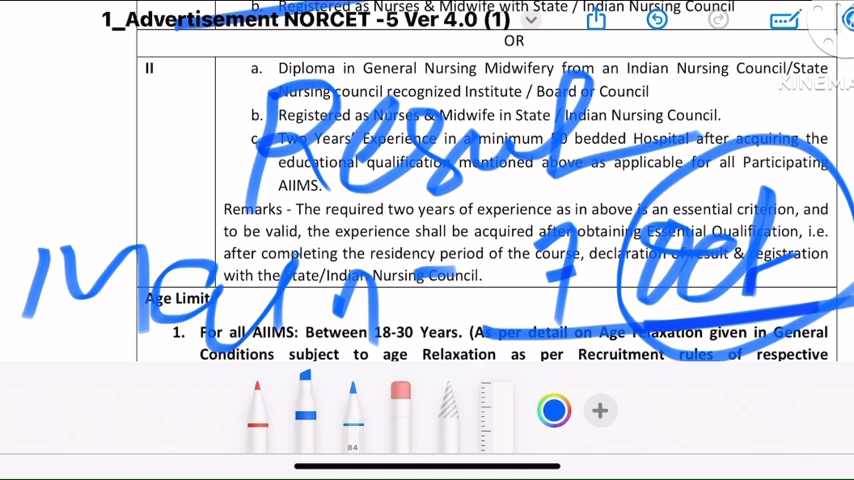 b. Registered as Nurses & Midwife with State / Indian Nursing Council
1_Advertisement NORCET -5 Ver 4.0 (1)
OR
II
a. Diploma in General Nursing Midwifery from an Indian Nursing Council/State
Nursing council recognized Institute / Board or Council
b. Registered as Nurses & Midwife in State / Indian Nursing Council.
c. Two Years' Experience in a minimum 50 bedded Hospital after acquiring the
educational qualification mentioned above as applicable for all Participating
AIIMS.
Remarks - The required two years of experience as in above is an essential criterion, and
to be valid, the experience shall be acquired after obtaining Essential Qualification, i.e.
after completing the residency period of the course, declaration of result & registration
with the State/Indian Nursing Council.
Age Limit
1. For all AIIMS: Between 18-30 Years. (As per detail on Age relaxation given in General
Conditions subject to age Relaxation as per Recruitment rules of respective
Result
Main - 7 oct
KINEMA
84